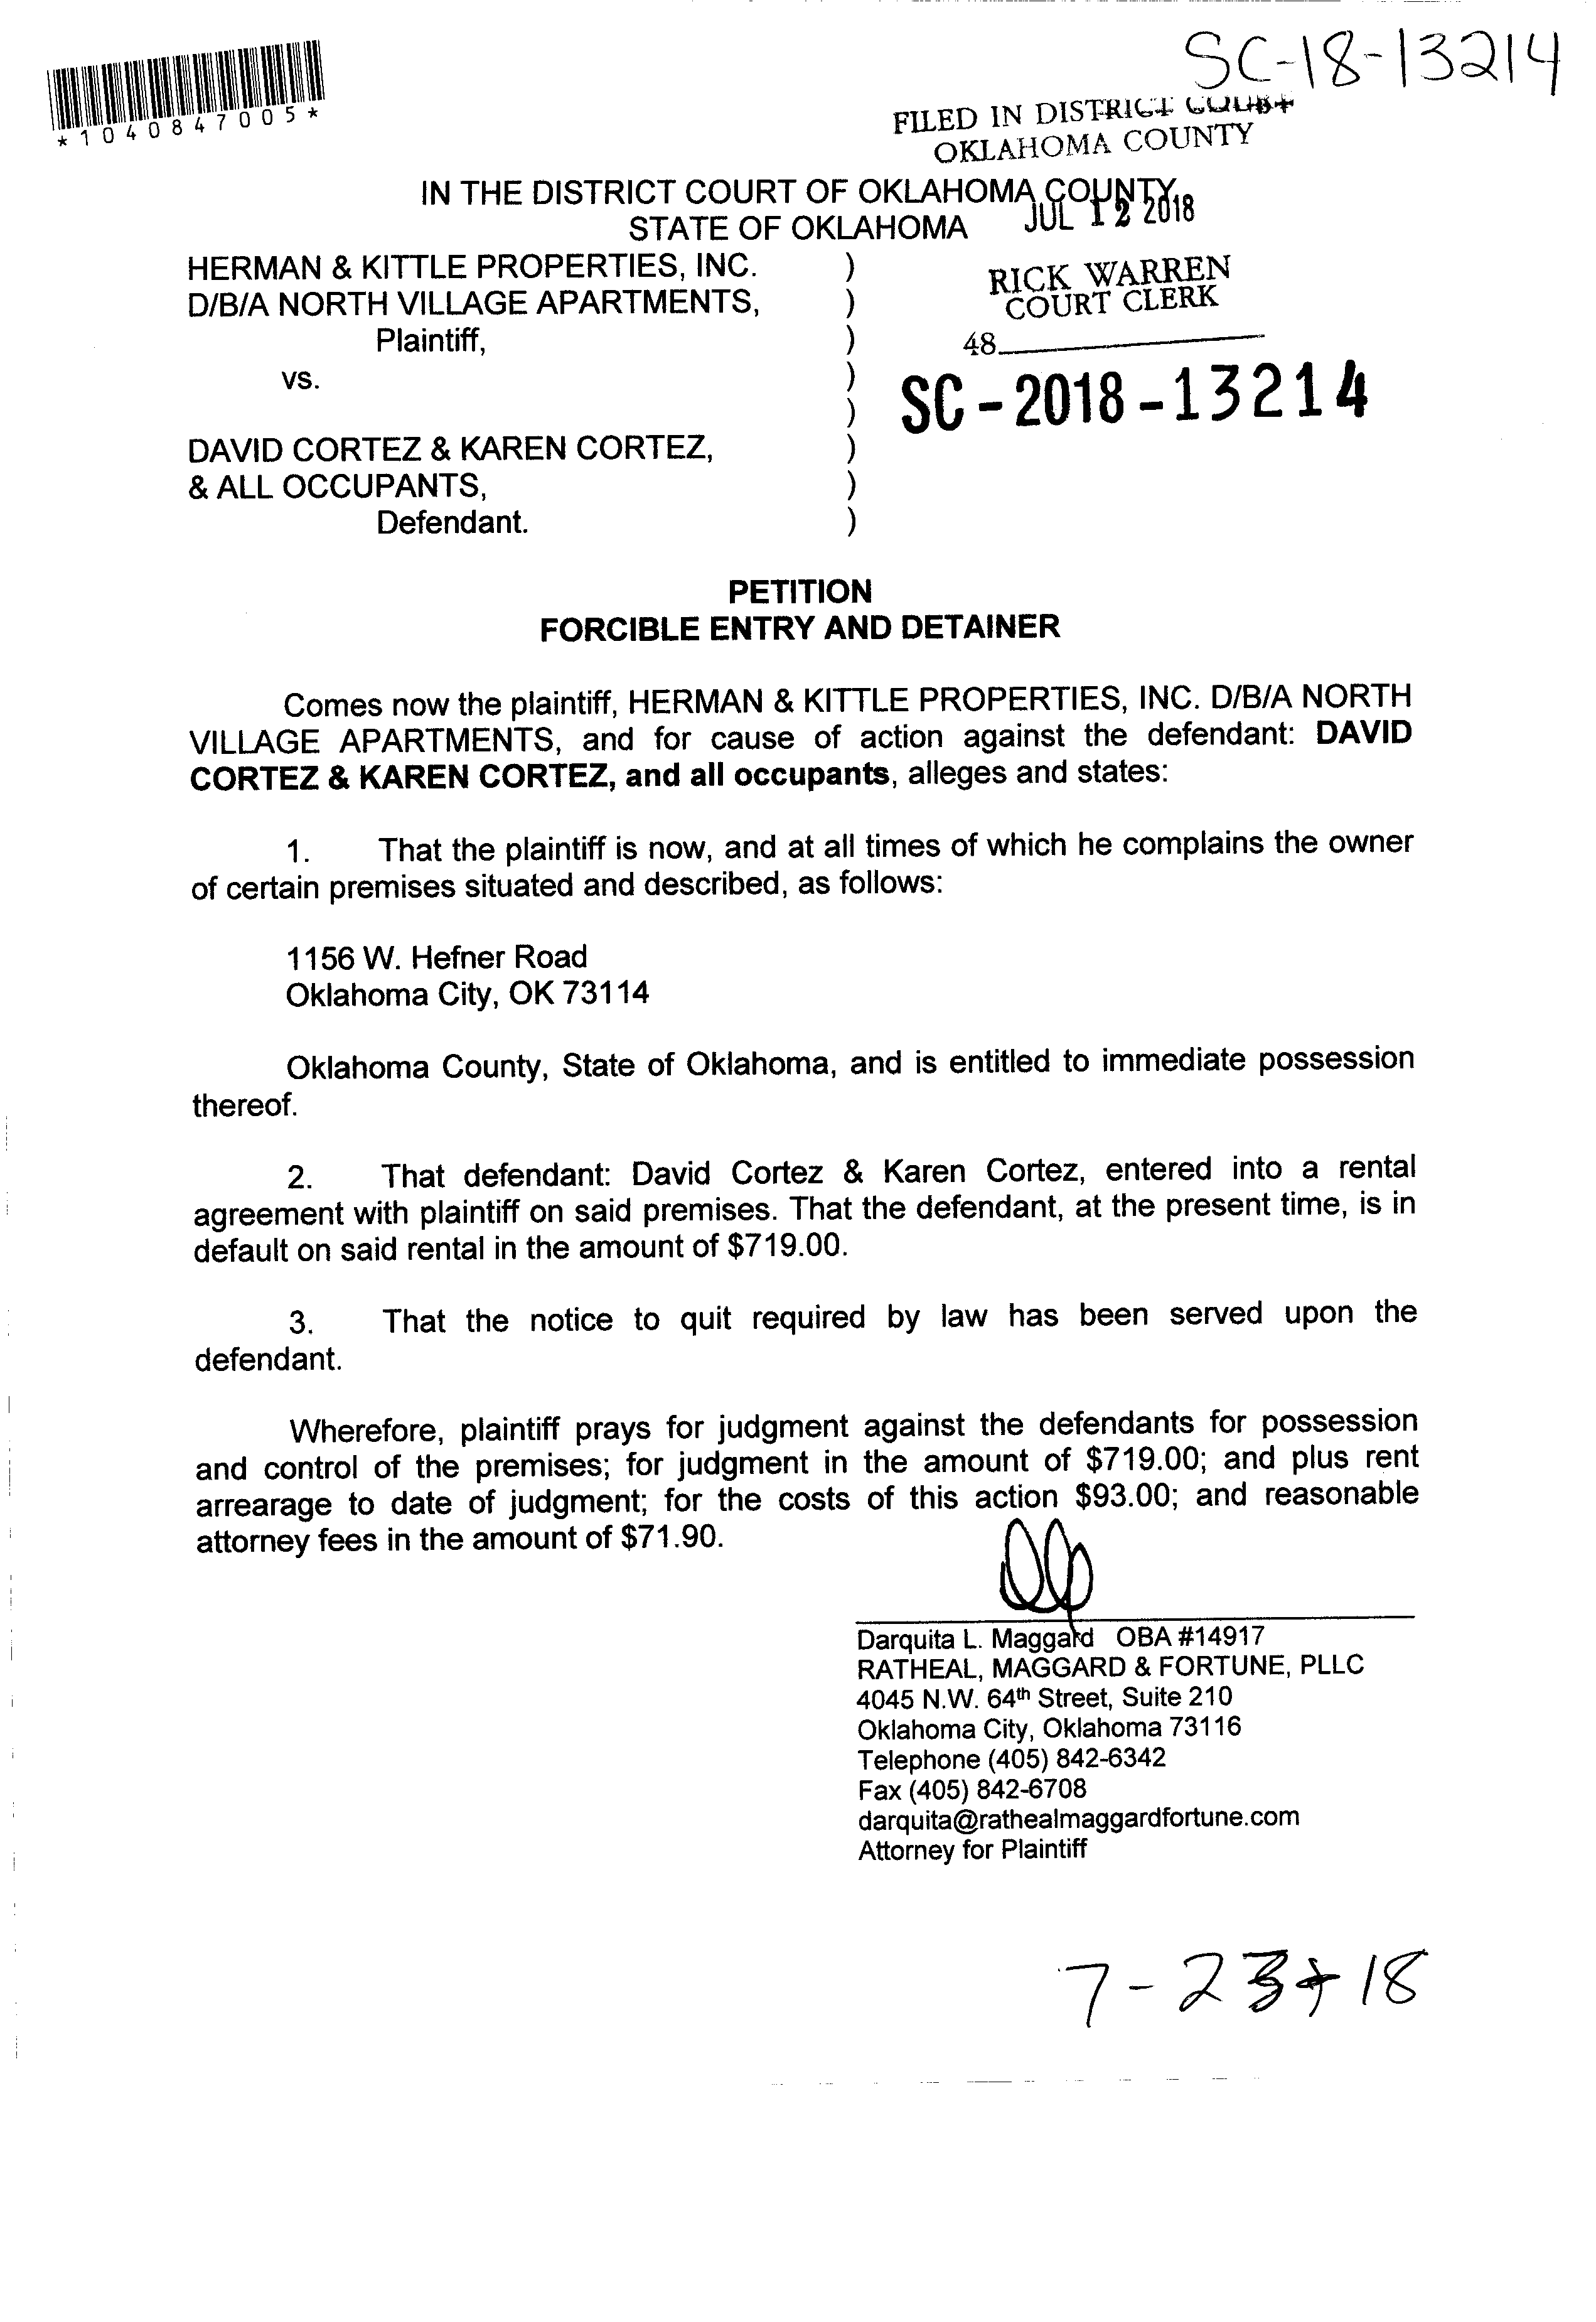 SC-18-13214
*1040847005*
FILED IN DISTRICT COURT
OKLAHOMA COUNTY
IN THE DISTRICT COURT OF OKLAHOMA COUNTY
STATE OF OKLAHOMA
JUL 12 2018
HERMAN & KITTLE PROPERTIES, INC. )
D/B/A NORTH VILLAGE APARTMENTS, )
Plaintiff, )
RICK WARREN
COURT CLERK
48
vs. )
)
SC-2018-13214
DAVID CORTEZ & KAREN CORTEZ, )
& ALL OCCUPANTS, )
Defendant. )
PETITION
FORCIBLE ENTRY AND DETAINER
Comes now the plaintiff, HERMAN & KITTLE PROPERTIES, INC. D/B/A NORTH
VILLAGE APARTMENTS, and for cause of action against the defendant: DAVID
CORTEZ & KAREN CORTEZ, and all occupants, alleges and states:
1. That the plaintiff is now, and at all times of which he complains the owner
of certain premises situated and described, as follows:
1156 W. Hefner Road
Oklahoma City, OK 73114
Oklahoma County, State of Oklahoma, and is entitled to immediate possession
thereof.
2. That defendant: David Cortez & Karen Cortez, entered into a rental
agreement with plaintiff on said premises. That the defendant, at the present time, is in
default on said rental in the amount of $719.00.
3. That the notice to quit required by law has been served upon the
defendant.
Wherefore, plaintiff prays for judgment against the defendants for possession
and control of the premises; for judgment in the amount of $719.00; and plus rent
arrearage to date of judgment; for the costs of this action $93.00; and reasonable
attorney fees in the amount of $71.90.
Darquita L. Maggard OBA #14917
RATHEAL, MAGGARD & FORTUNE, PLLC
4045 N.W. 64th Street, Suite 210
Oklahoma City, Oklahoma 73116
Telephone (405) 842-6342
Fax (405) 842-6708
darquita@rathealmaggardfortune.com
Attorney for Plaintiff
7-23-18